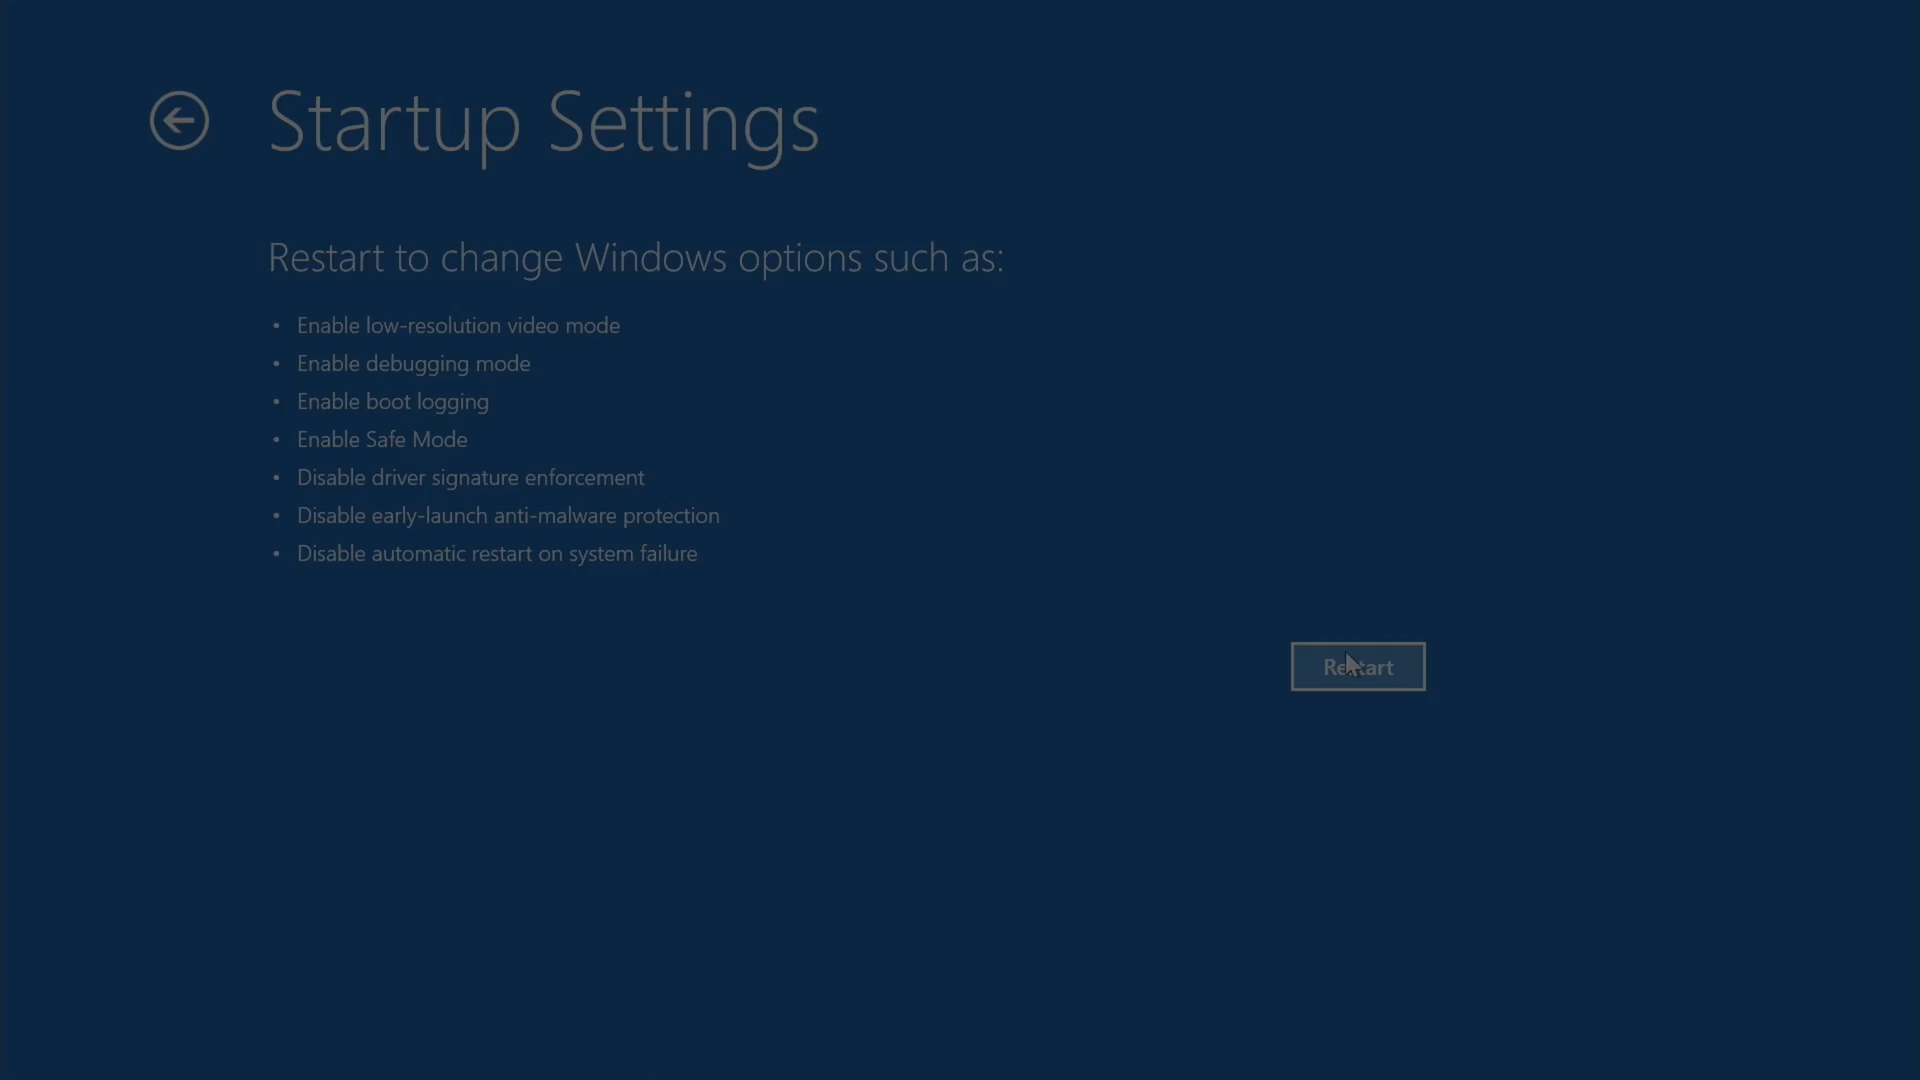 Startup Settings
Restart to change Windows options such as:
• Enable low-resolution video mode
• Enable debugging mode
• Enable boot logging
• Enable Safe Mode
• Disable driver signature enforcement
• Disable early-launch anti-malware protection
• Disable automatic restart on system failure
Restart